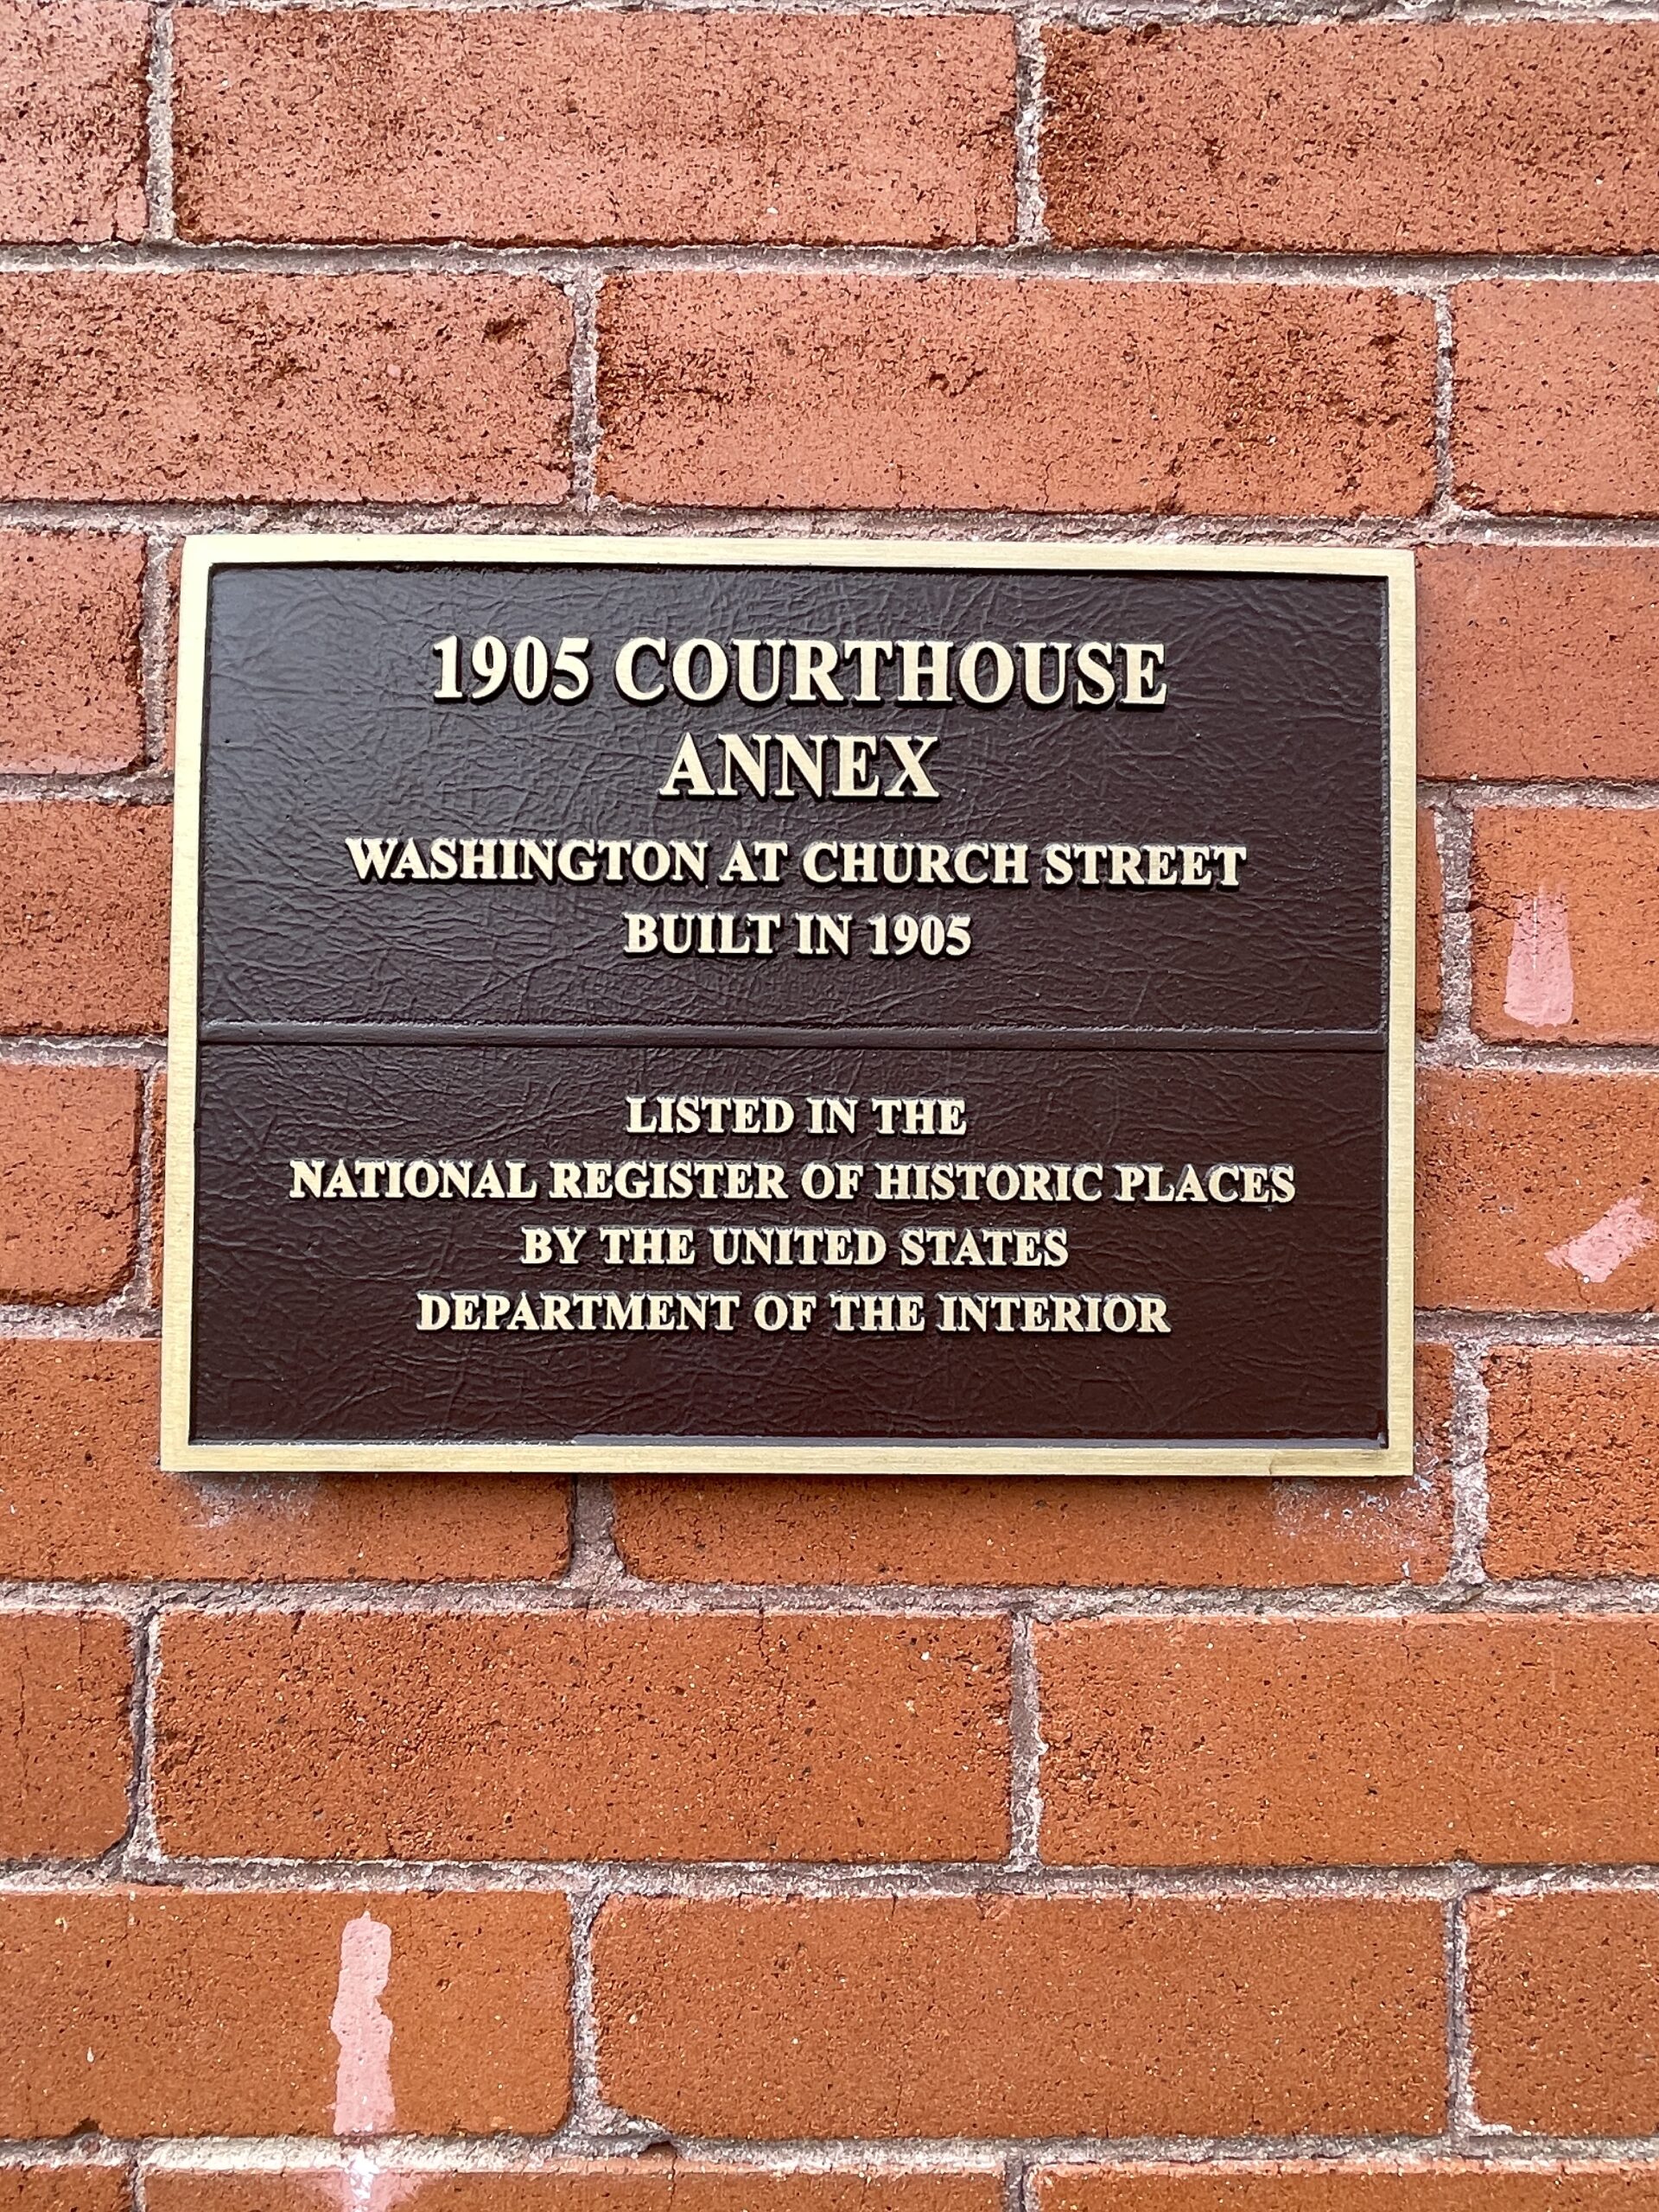 1905 COURTHOUSE
ANNEX
WASHINGTON AT CHURCH STREET
BUILT IN 1905
LISTED IN THE
NATIONAL REGISTER OF HISTORIC PLACES
BY THE UNITED STATES
DEPARTMENT OF THE INTERIOR